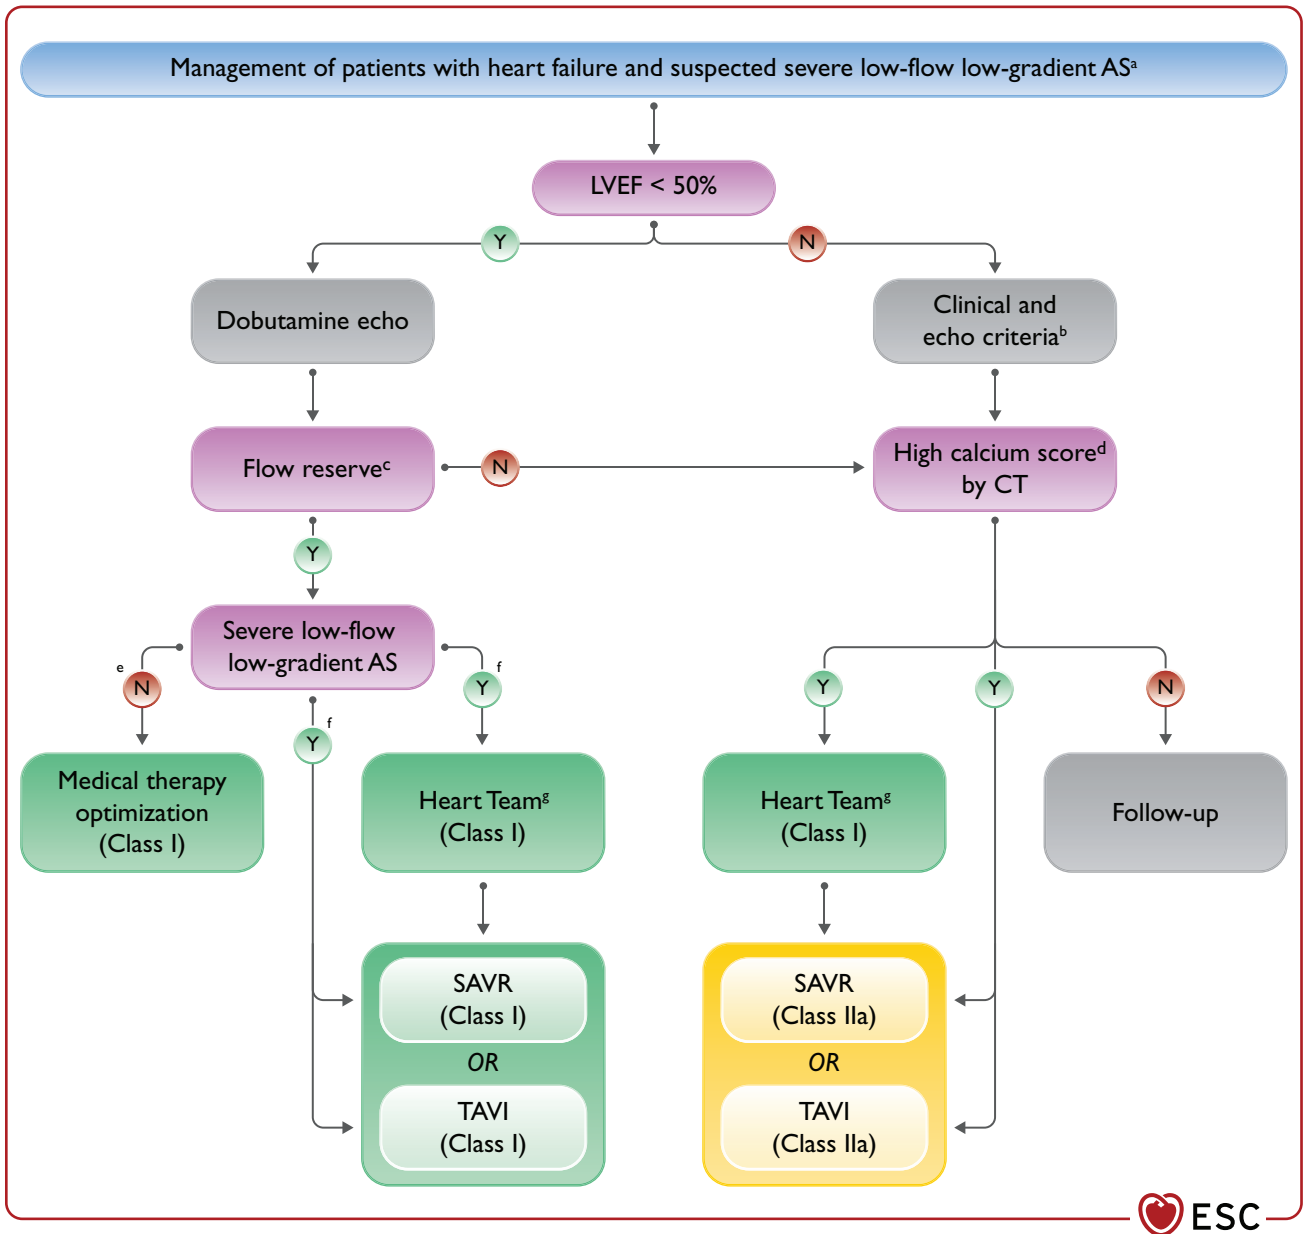 Management of patients with heart failure and suspected severe low-flow low-gradient ASᵃ
LVEF < 50%
Y
N
Dobutamine echo
Clinical and
echo criteriaᵇ
Flow reserveᶜ
N
High calcium scoreᵈ
by CT
Y
Severe low-flow
low-gradient AS
e
N
f
Y
f
Y
Y
Y
N
Medical therapy
optimization
(Class I)
Heart Teamᵍ
(Class I)
Heart Teamᵍ
(Class I)
Follow-up
SAVR
(Class I)
OR
TAVI
(Class I)
SAVR
(Class IIa)
OR
TAVI
(Class IIa)
ESC